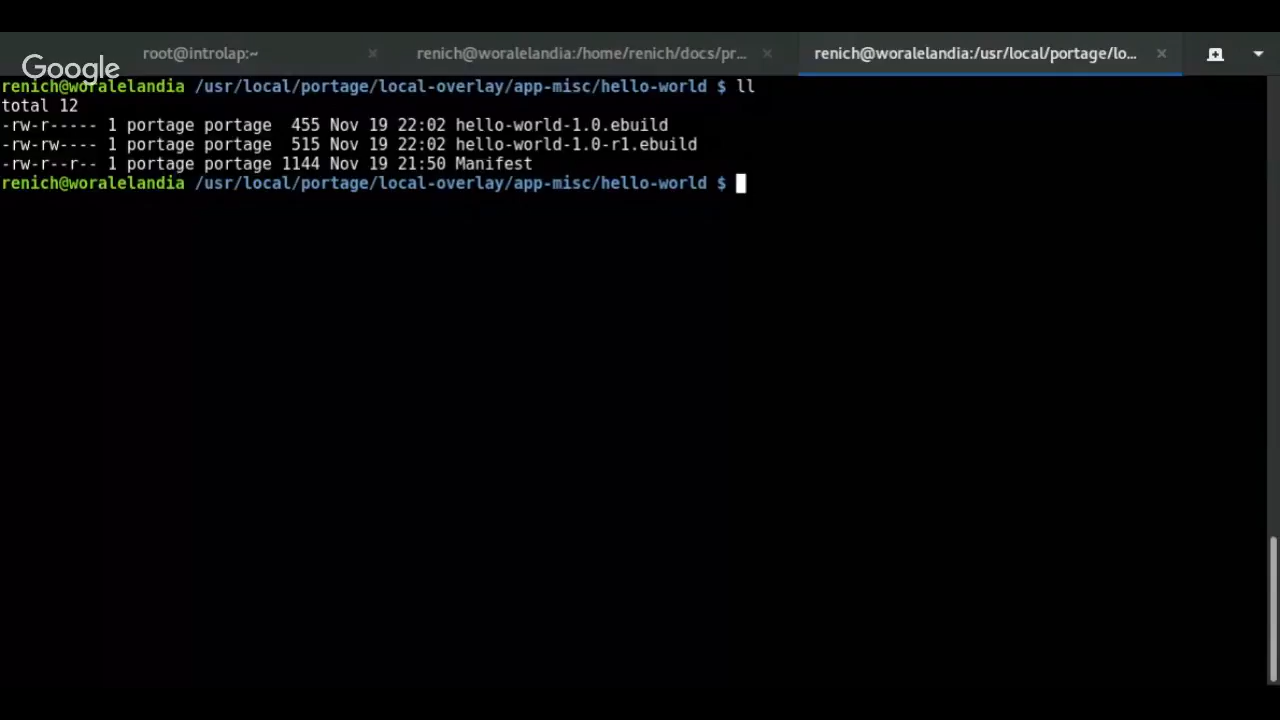 root@introlap:~
renich@woralelandia:/home/renich/docs/pr...
renich@woralelandia:/usr/local/portage/lo...
Google
renich@woralelandia /usr/local/portage/local-overlay/app-misc/hello-world $ ll
total 12
-rw-r----- 1 portage portage  455 Nov 19 22:02 hello-world-1.0.ebuild
-rw-rw---- 1 portage portage  515 Nov 19 22:02 hello-world-1.0-r1.ebuild
-rw-r--r-- 1 portage portage 1144 Nov 19 21:50 Manifest
renich@woralelandia /usr/local/portage/local-overlay/app-misc/hello-world $